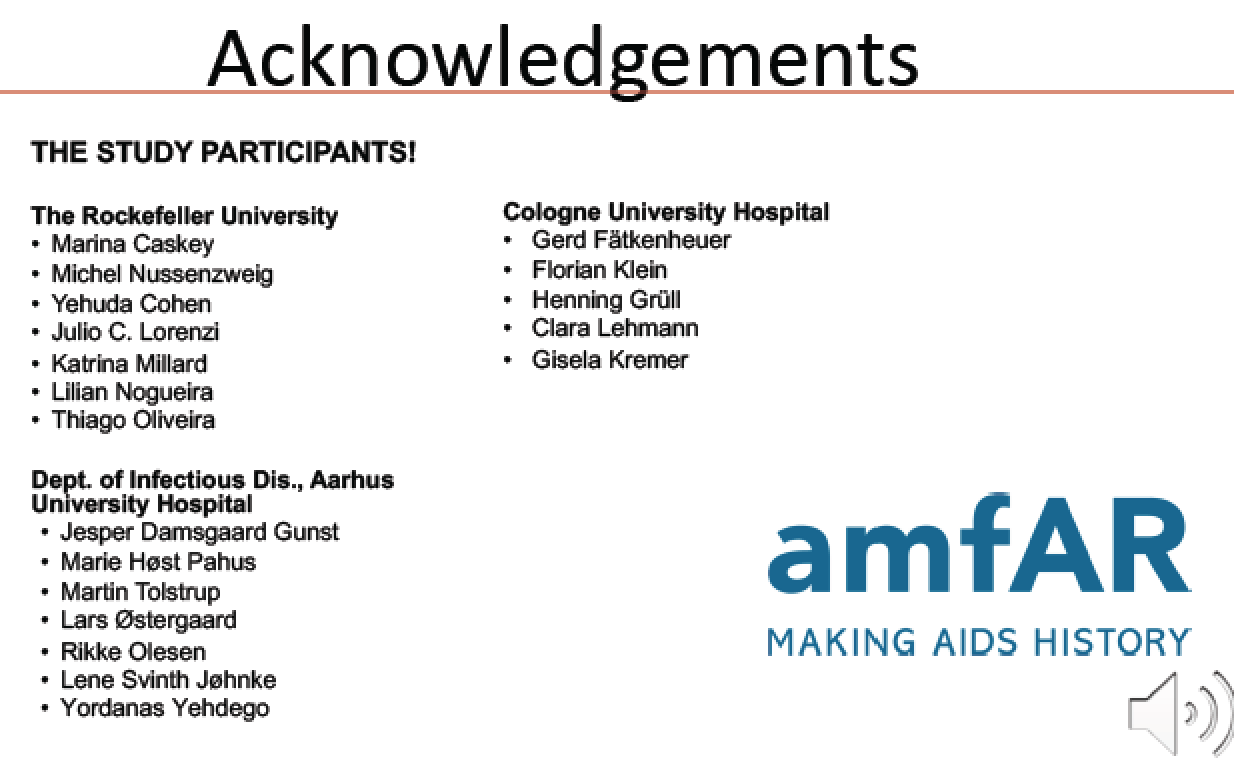 Acknowledgements
THE STUDY PARTICIPANTS!
The Rockefeller University
• Marina Caskey
• Michel Nussenzweig
• Yehuda Cohen
• Julio C. Lorenzi
• Katrina Millard
• Lilian Nogueira
• Thiago Oliveira
Dept. of Infectious Dis., Aarhus
University Hospital
• Jesper Damsgaard Gunst
• Marie Høst Pahus
• Martin Tolstrup
• Lars Østergaard
• Rikke Olesen
• Lene Svinth Jøhnke
• Yordanas Yehdego
Cologne University Hospital
• Gerd Fätkenheuer
• Florian Klein
• Henning Grüll
• Clara Lehmann
• Gisela Kremer
amfAR
MAKING AIDS HISTORY